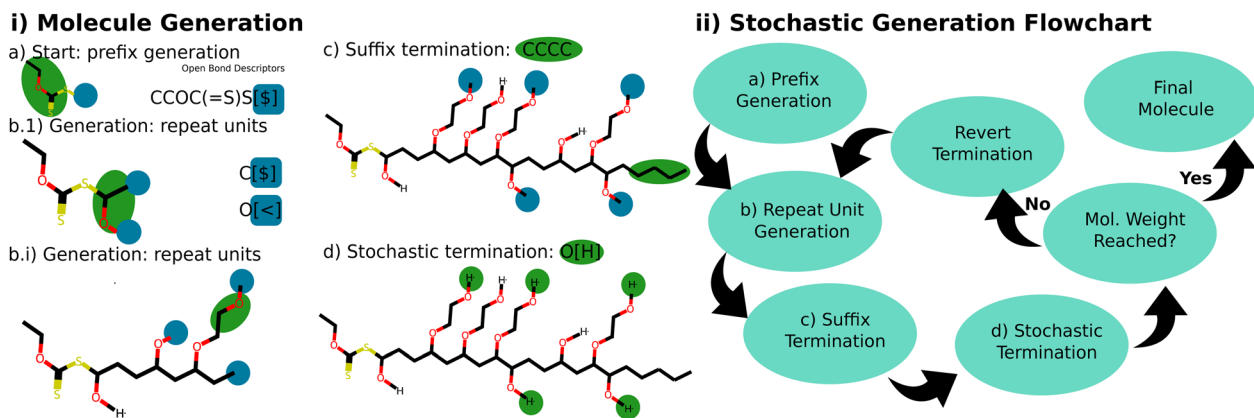 i) Molecule Generation
a) Start: prefix generation
Open Bond Descriptors
CCOC(=S)S[$]
O
S
S
b.1) Generation: repeat units
C[$]
O[<]
O
S
S
O
b.i) Generation: repeat units
O
S
S
O
H
O
O
O
O
c) Suffix termination: CCCC
O
S
S
O
H
O
O
H
O
O
O
O
O
O
H
O
O
O
d) Stochastic termination: O[H]
O
S
S
O
H
O
O
H
O
O
H
O
O
H
O
H
O
H
O
O
H
O
H
ii) Stochastic Generation Flowchart
a) Prefix
Generation
b) Repeat Unit
Generation
c) Suffix
Termination
d) Stochastic
Termination
Mol. Weight
Reached?
No
Revert
Termination
Yes
Final
Molecule